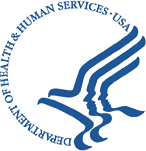 DEPARTMENT OF HEALTH & HUMAN SERVICES · USA